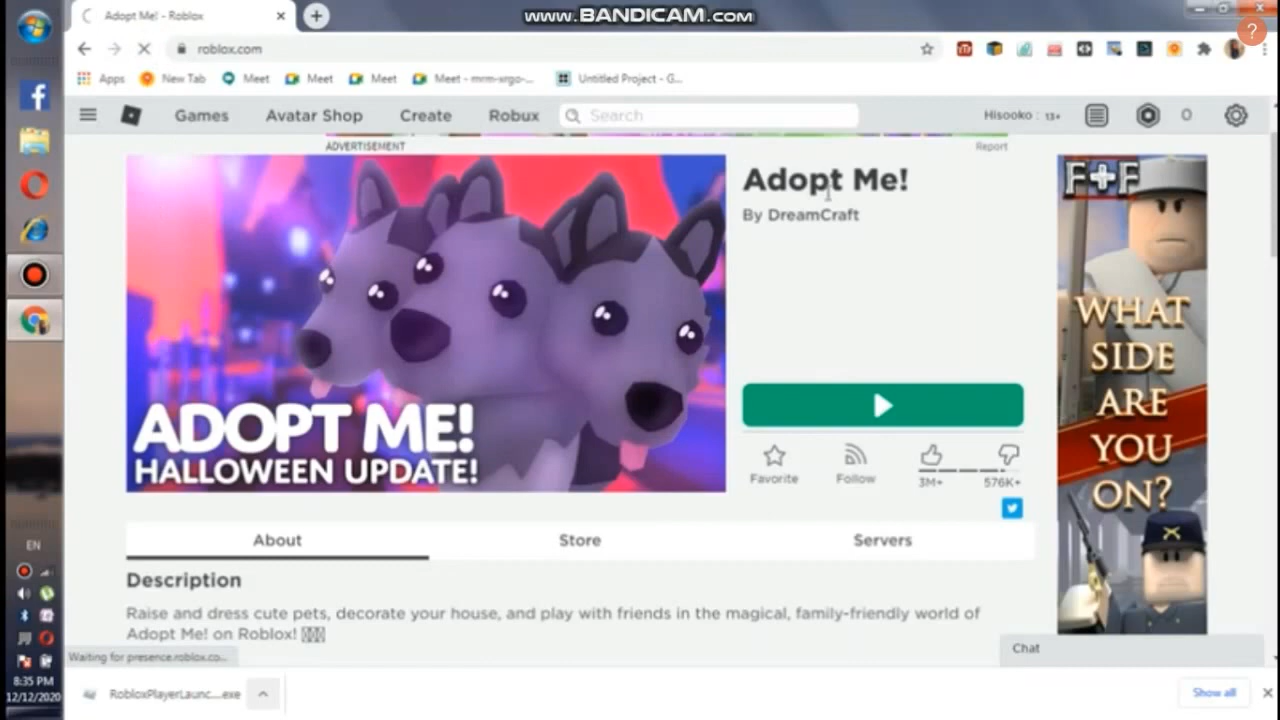 Adopt Me! - Roblox
www.BANDICAM.com
roblox.com
Apps New Tab Meet Meet Meet Meet - mrm-xrgo-... Untitled Project - G...
Games Avatar Shop Create Robux Search Hisooko : 13+ 0
ADVERTISEMENT
Report
Adopt Me!
By DreamCraft
ADOPT ME!
HALLOWEEN UPDATE!
Favorite Follow 3M+ 576K+
F+F
WHAT
SIDE
ARE
YOU
ON?
About Store Servers
Description
Raise and dress cute pets, decorate your house, and play with friends in the magical, family-friendly world of
Adopt Me! on Roblox!
Chat
Waiting for presence.roblox.co...
RobloxPlayerLaunc....exe
Show all
EN
8:35 PM
12/12/2020